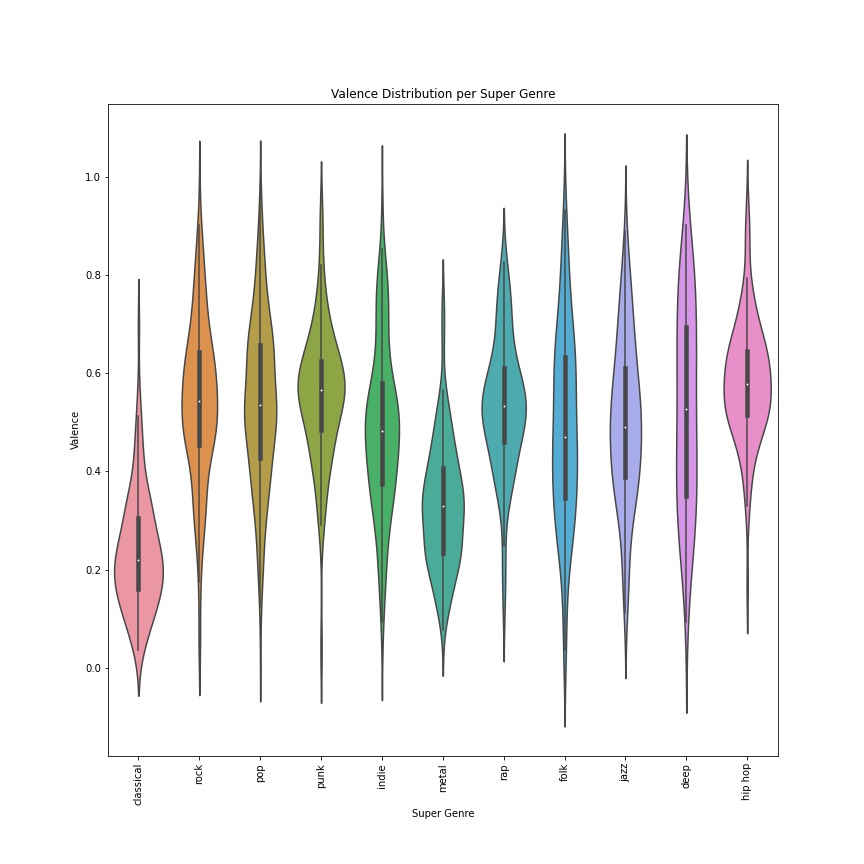 Valence Distribution per Super Genre
1.0
0.8
0.6
0.4
0.2
0.0
Valence
classical
rock
pop
punk
indie
metal
rap
folk
jazz
deep
hip hop
Super Genre